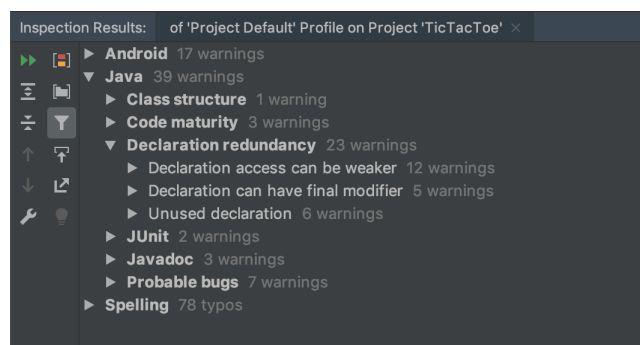 Inspection Results: of 'Project Default' Profile on Project 'TicTacToe'
Android 17 warnings
Java 39 warnings
Class structure 1 warning
Code maturity 3 warnings
Declaration redundancy 23 warnings
Declaration access can be weaker 12 warnings
Declaration can have final modifier 5 warnings
Unused declaration 6 warnings
JUnit 2 warnings
Javadoc 3 warnings
Probable bugs 7 warnings
Spelling 78 typos